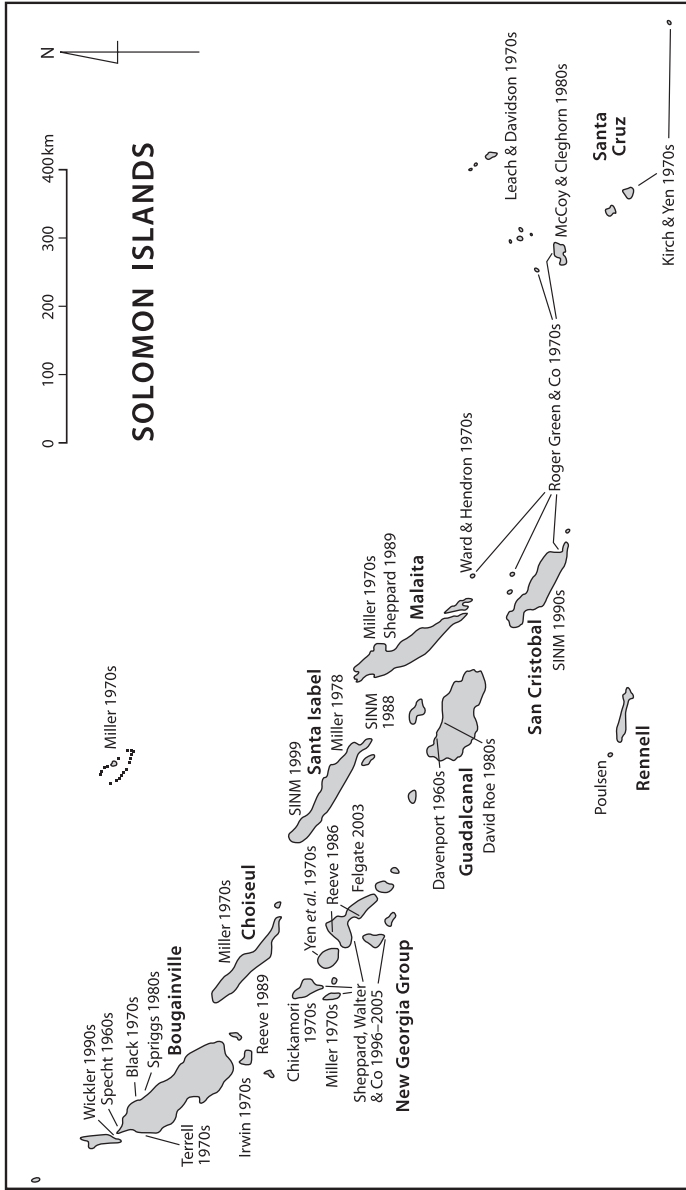 N
0 100 200 300 400 km
SOLOMON ISLANDS
Wickler 1990s
Specht 1960s
Black 1970s
Spriggs 1980s
Bougainville
Terrell
1970s
Irwin 1970s
Reeve 1989
Miller 1970s
Choiseul
Miller 1970s
Chickamori
1970s
Miller 1970s
Sheppard, Walter
& Co 1996–2005
New Georgia Group
Yen et al. 1970s
Reeve 1986
Felgate 2003
SINM 1999
Santa Isabel
Miller 1978
SINM
1988
Miller 1970s
Sheppard 1989
Malaita
Davenport 1960s
Guadalcanal
David Roe 1980s
Ward & Hendron 1970s
San Cristobal
SINM 1990s
Poulsen
Rennell
Roger Green & Co 1970s
Leach & Davidson 1970s
McCoy & Cleghorn 1980s
Santa
Cruz
Kirch & Yen 1970s